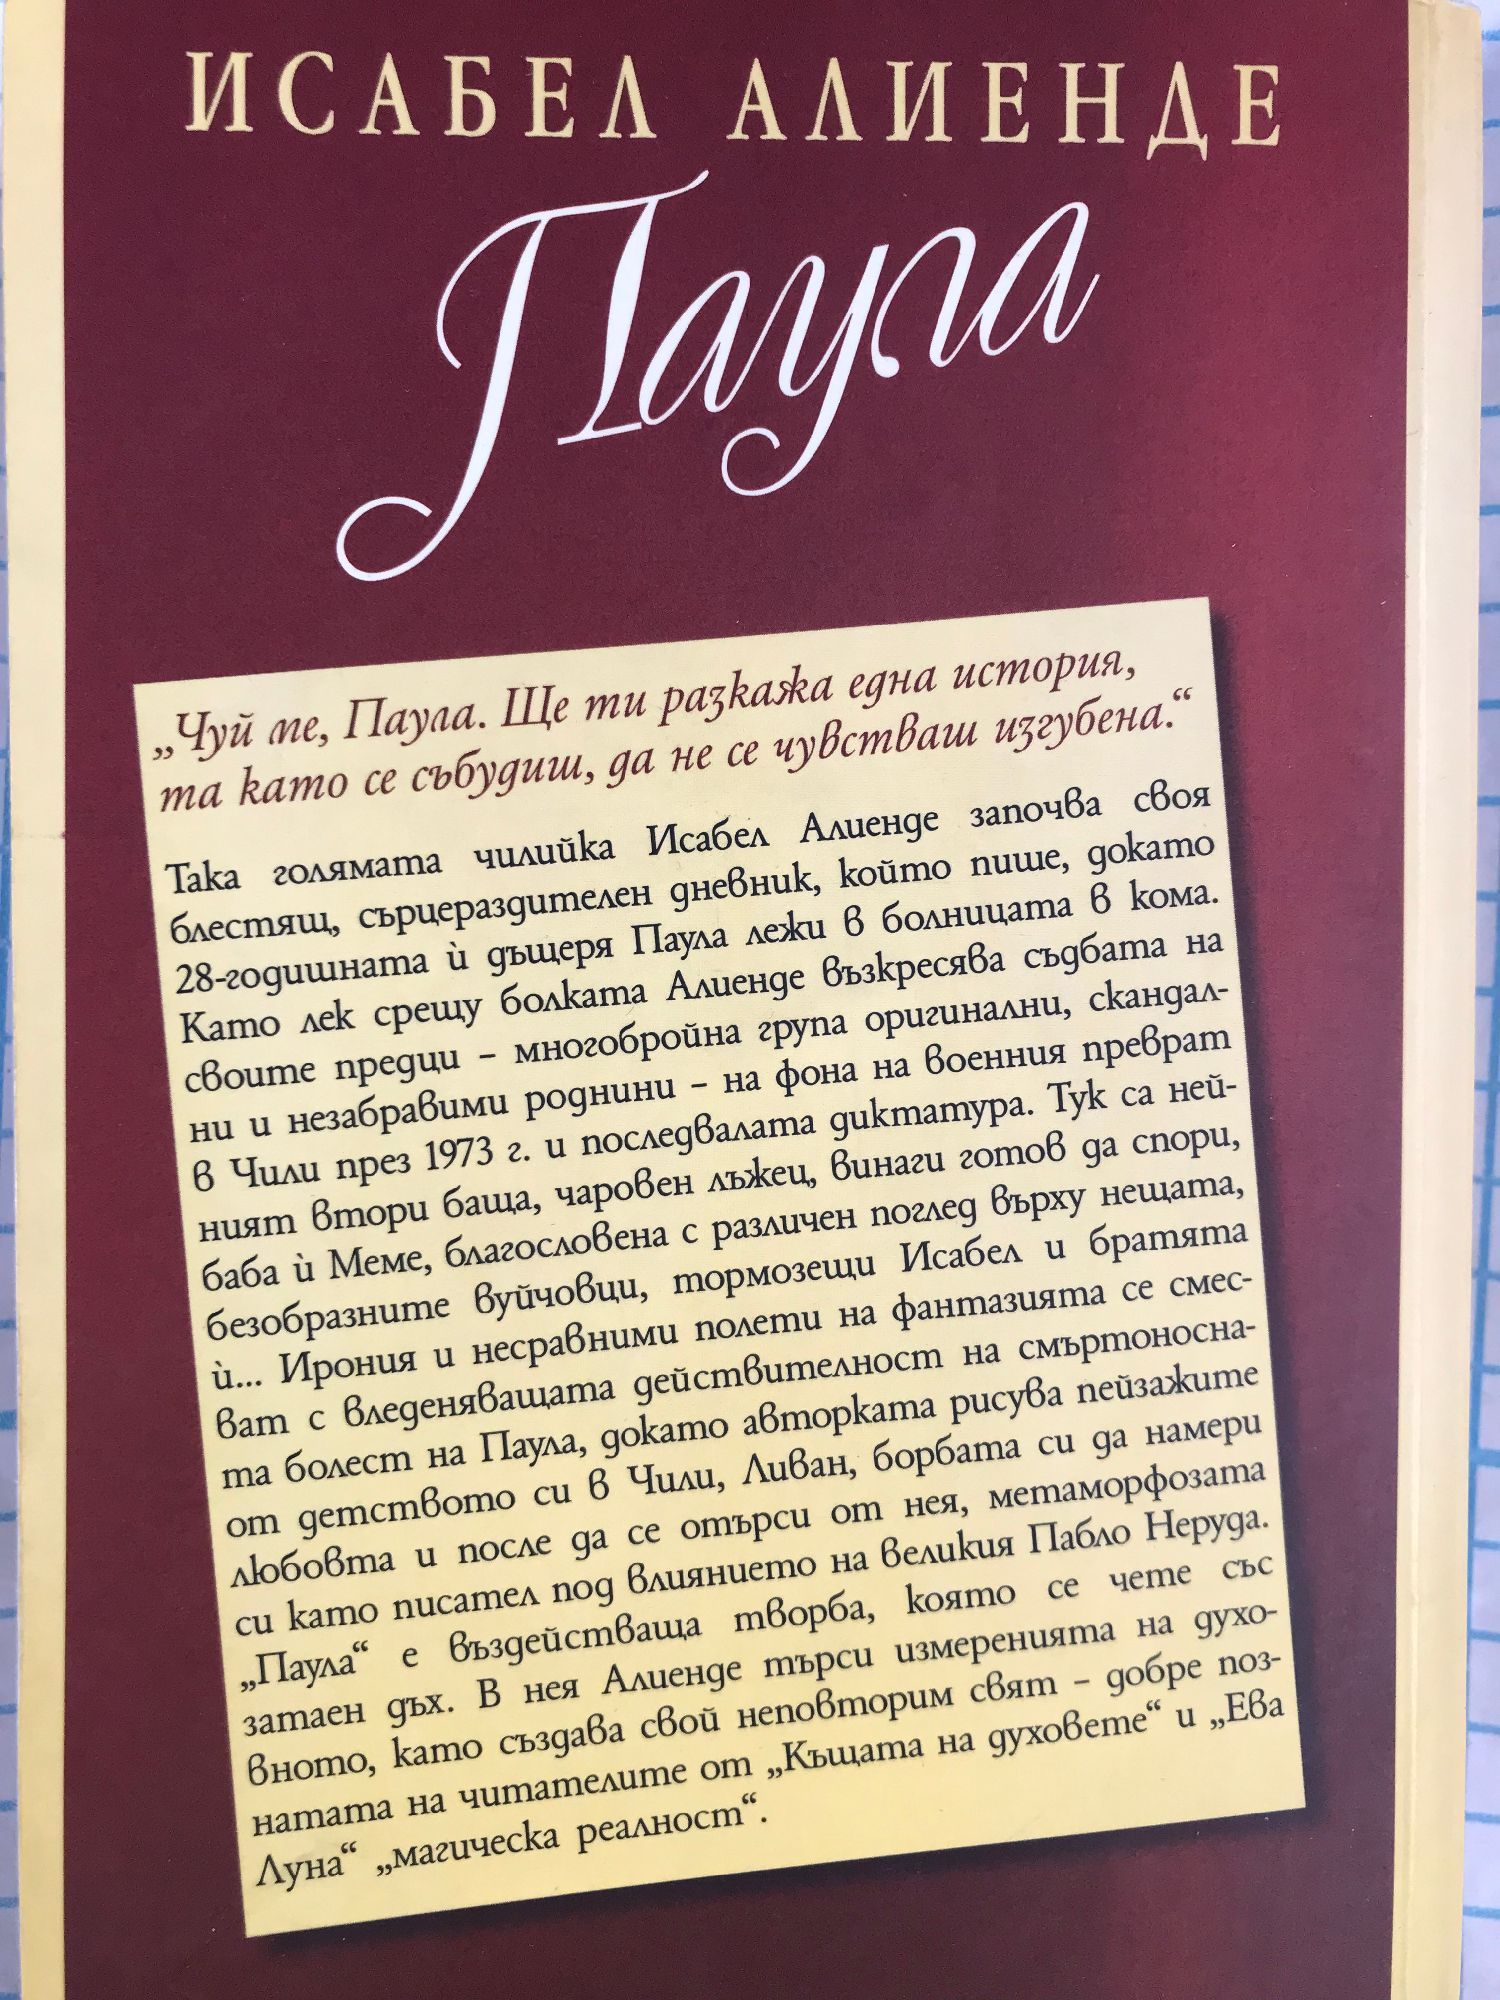 ИСАБЕЛ АЛИЕНДЕ
Паула
„Чуй ме, Паула. Ще ти разкажа една история,
та като се събудиш, да не се чувстваш изгубена.“
Така голямата чилийка Исабел Алиенде започва своя
блестящ, сърцераздителен дневник, който пише, докато
28-годишната ѝ дъщеря Паула лежи в болницата в кома.
Като лек срещу болката Алиенде възкресява съдбата на
своите предци – многобройна група оригинални, скандал-
ни и незабравими роднини – на фона на военния преврат
в Чили през 1973 г. и последвалата диктатура. Тук са ней-
ният втори баща, чаровен лъжец, винаги готов да спори,
баба ѝ Меме, благословена с различен поглед върху нещата,
безобразните вуйчовци, тормозещи Исабел и братята
ѝ... Ирония и несравними полети на фантазията се смес-
ват с вледеняващата действителност на смъртоносна-
та болест на Паула, докато авторката рисува пейзажите
от детството си в Чили, Ливан, борбата си да намери
любовта и после да се отърси от нея, метаморфозата
си като писател под влиянието на великия Пабло Неруда.
„Паула“ е въздействаща творба, която се чете със
затаен дъх. В нея Алиенде търси измеренията на духо-
вното, като създава свой неповторим свят – добре поз-
натата на читателите от „Къщата на духовете“ и „Ева
Луна“ „магическа реалност“.